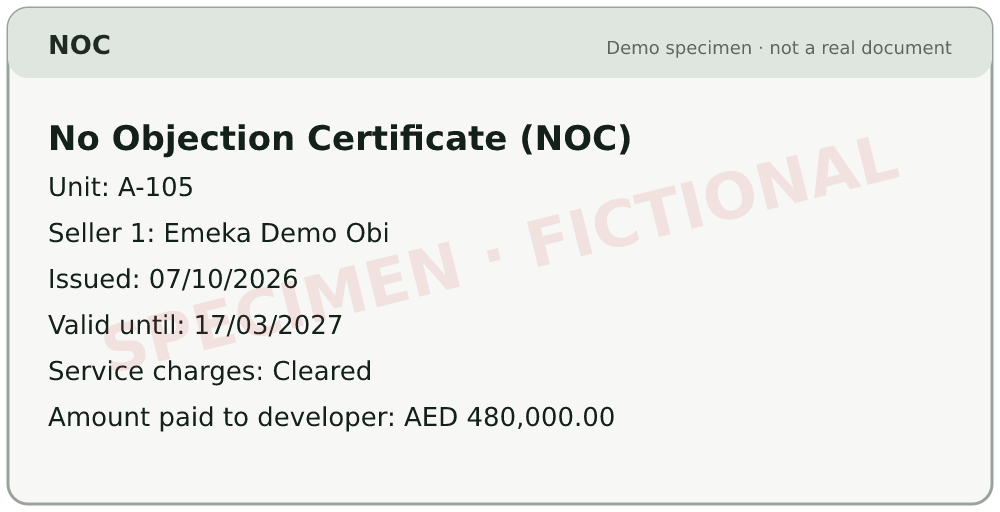 NOC
Demo specimen · not a real document
No Objection Certificate (NOC)
Unit: A-105
Seller 1: Emeka Demo Obi
Issued: 07/10/2026
Valid until: 17/03/2027
Service charges: Cleared
Amount paid to developer: AED 480,000.00
SPECIMEN · FICTIONAL